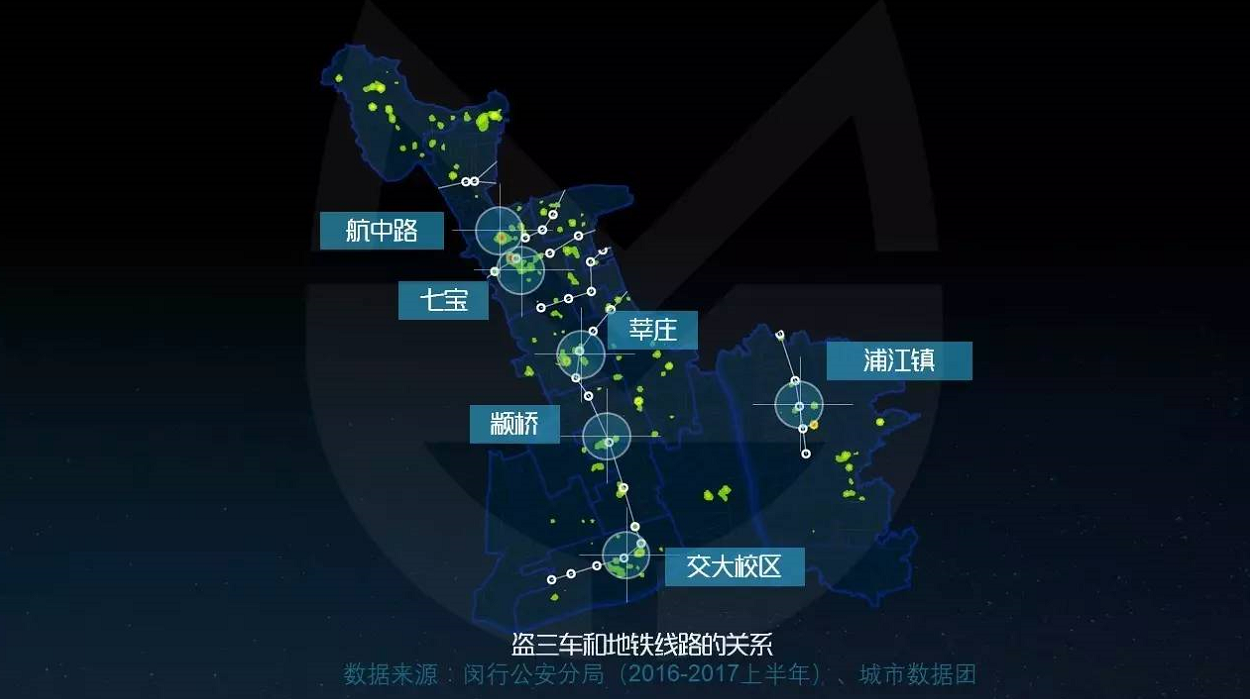 航中路
七宝
莘庄
浦江镇
颛桥
交大校区
盗三车和地铁线路的关系
数据来源：闵行公安分局（2016-2017上半年）、城市数据团